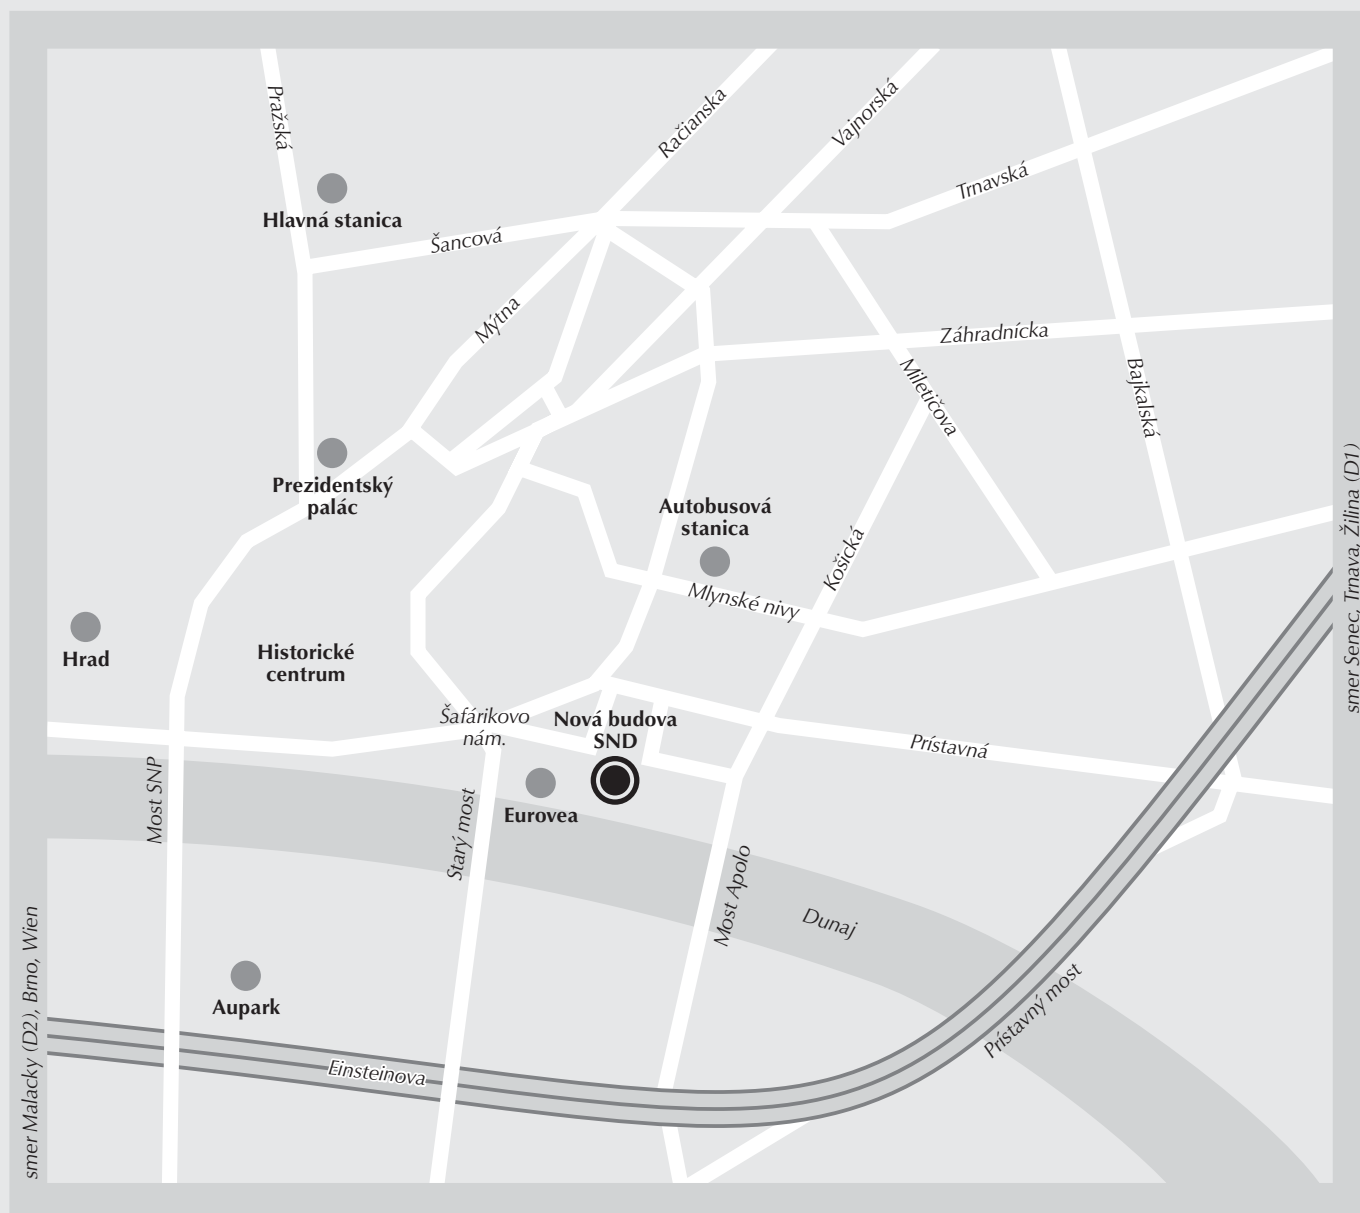 Pražská
Račianska
Vajnorská
Trnavská
Hlavná stanica
Šancová
Mýtna
Záhradnícka
Miletičova
Bajkalská
Prezidentský
palác
Autobusová
stanica
Košická
Mlynské nivy
smer Senec, Trnava, Žilina (D1)
Hrad
Historické
centrum
Šafárikovo
nám.
Nová budova
SND
Prístavná
Most SNP
Starý most
Eurovea
Most Apolo
Dunaj
Aupark
Prístavný most
Einsteinova
smer Malacky (D2), Brno, Wien